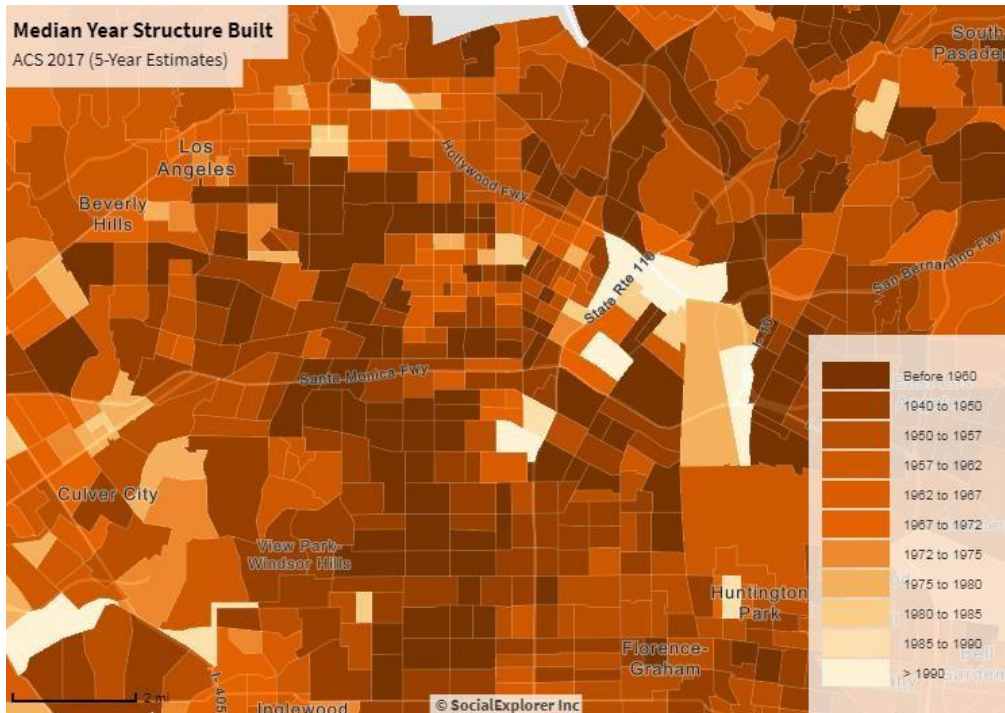 Median Year Structure Built
ACS 2017 (5-Year Estimates)
South
Los
Angeles
Hollywood Fwy
Beverly
Hills
State Rte 110
San Bernardino Fwy
I-10
Santa Monica Fwy
Before 1960
1940 to 1950
1950 to 1957
1957 to 1962
1962 to 1967
1967 to 1972
1972 to 1975
1975 to 1980
1980 to 1985
1985 to 1990
> 1990
Culver City
View Park-
Windsor Hills
Huntington
Park
Florence-
Graham
Bell
I-405
2 mi
Inglewood
© SocialExplorer Inc